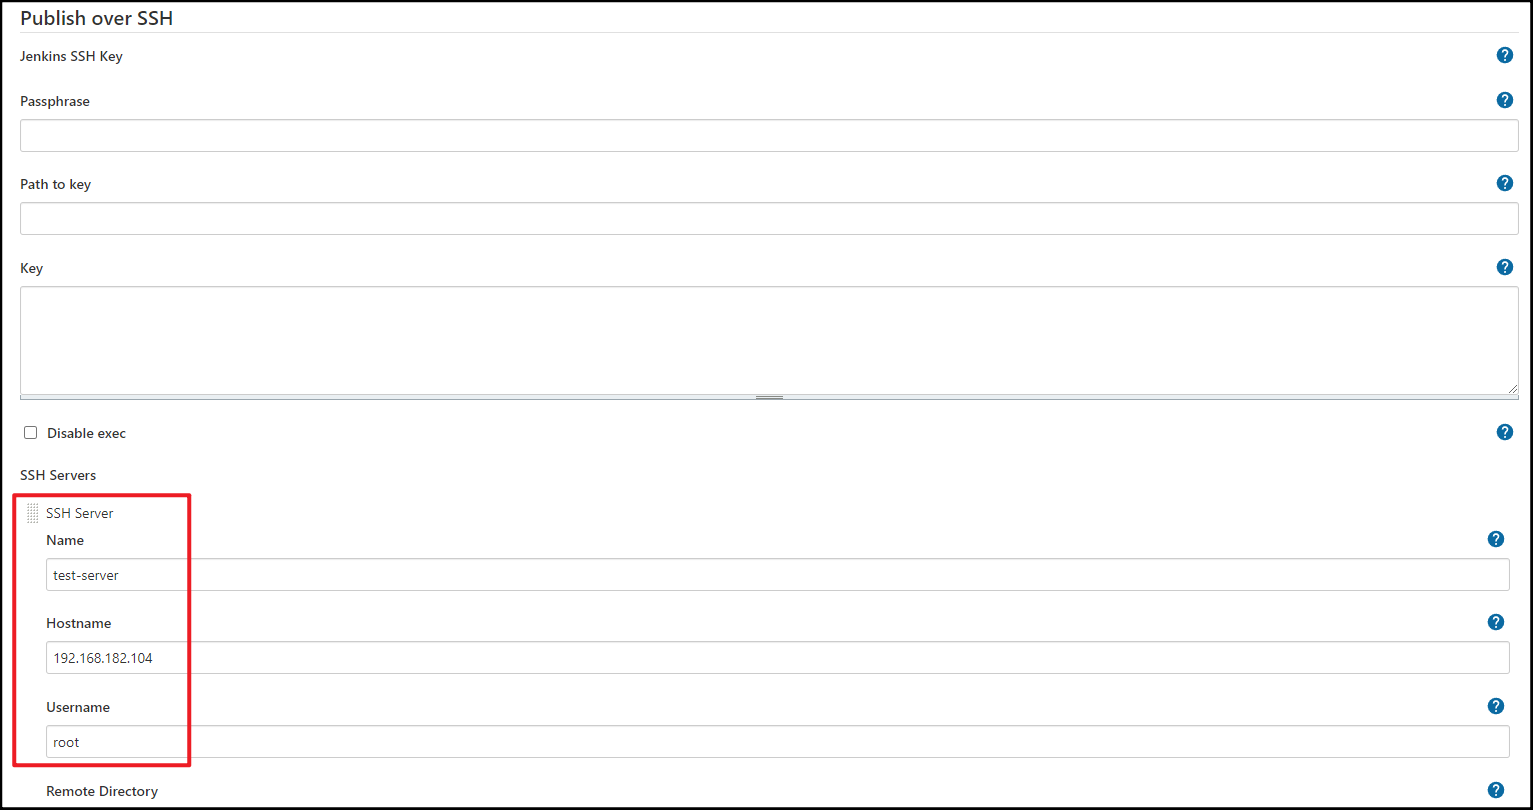 Publish over SSH
Jenkins SSH Key
?
Passphrase
?
Path to key
?
Key
?
Disable exec
?
SSH Servers
SSH Server
Name
?
test-server
Hostname
?
192.168.182.104
Username
?
root
Remote Directory
?